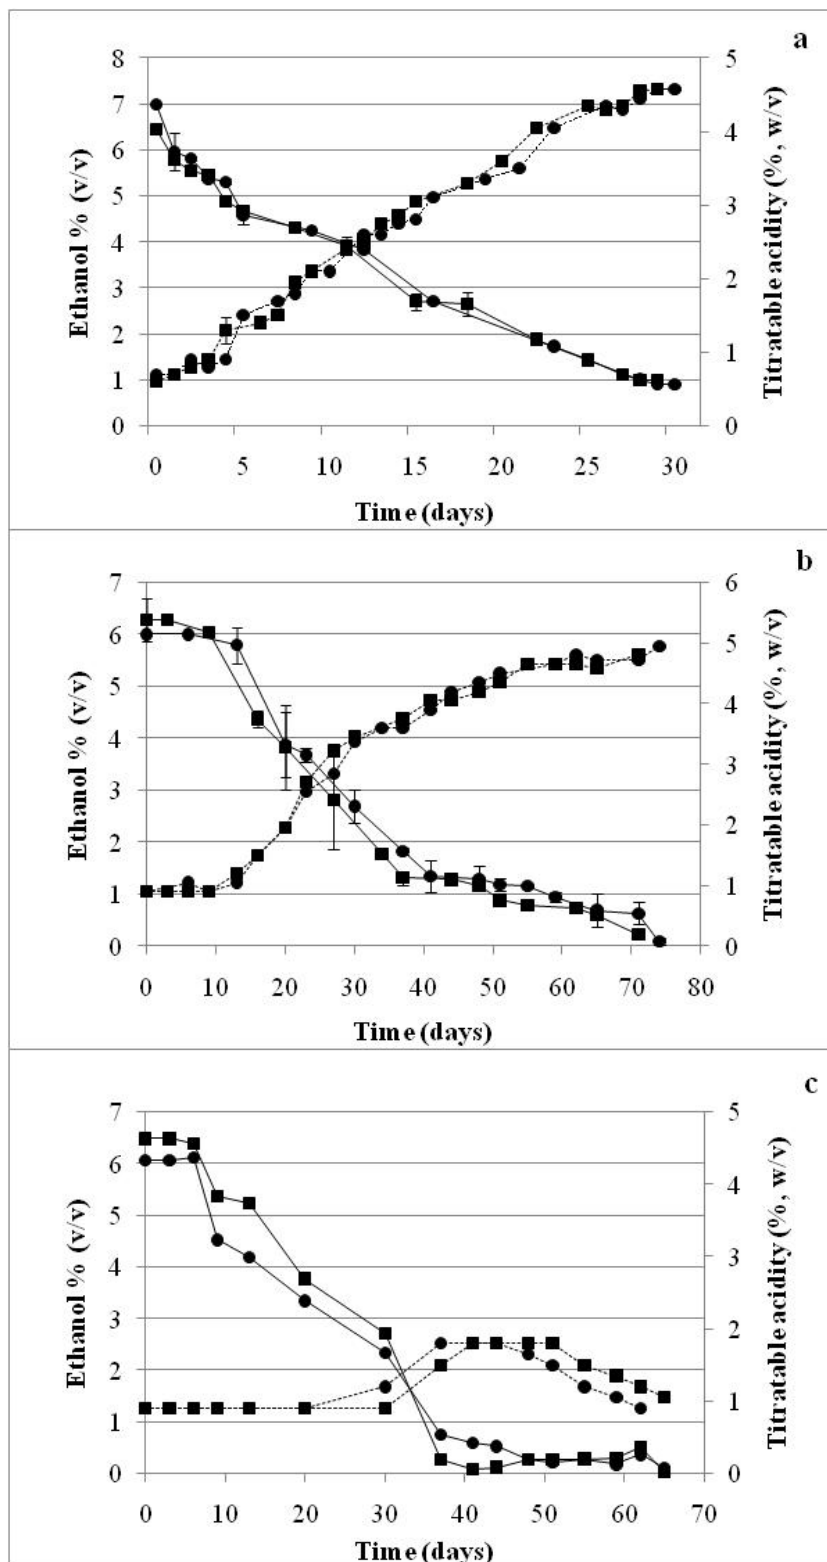 a
Ethanol % (v/v)
8
7
6
5
4
3
2
1
0
5
4
3
2
1
0
Titratable acidity (%, w/v)
0 5 10 15 20 25 30
Time (days)
b
Ethanol % (v/v)
7
6
5
4
3
2
1
0
6
5
4
3
2
1
0
Titratable acidity (%, w/v)
0 10 20 30 40 50 60 70 80
Time (days)
c
Ethanol % (v/v)
7
6
5
4
3
2
1
0
5
4
3
2
1
0
Titratable acidity (%, w/v)
0 10 20 30 40 50 60 70
Time (days)